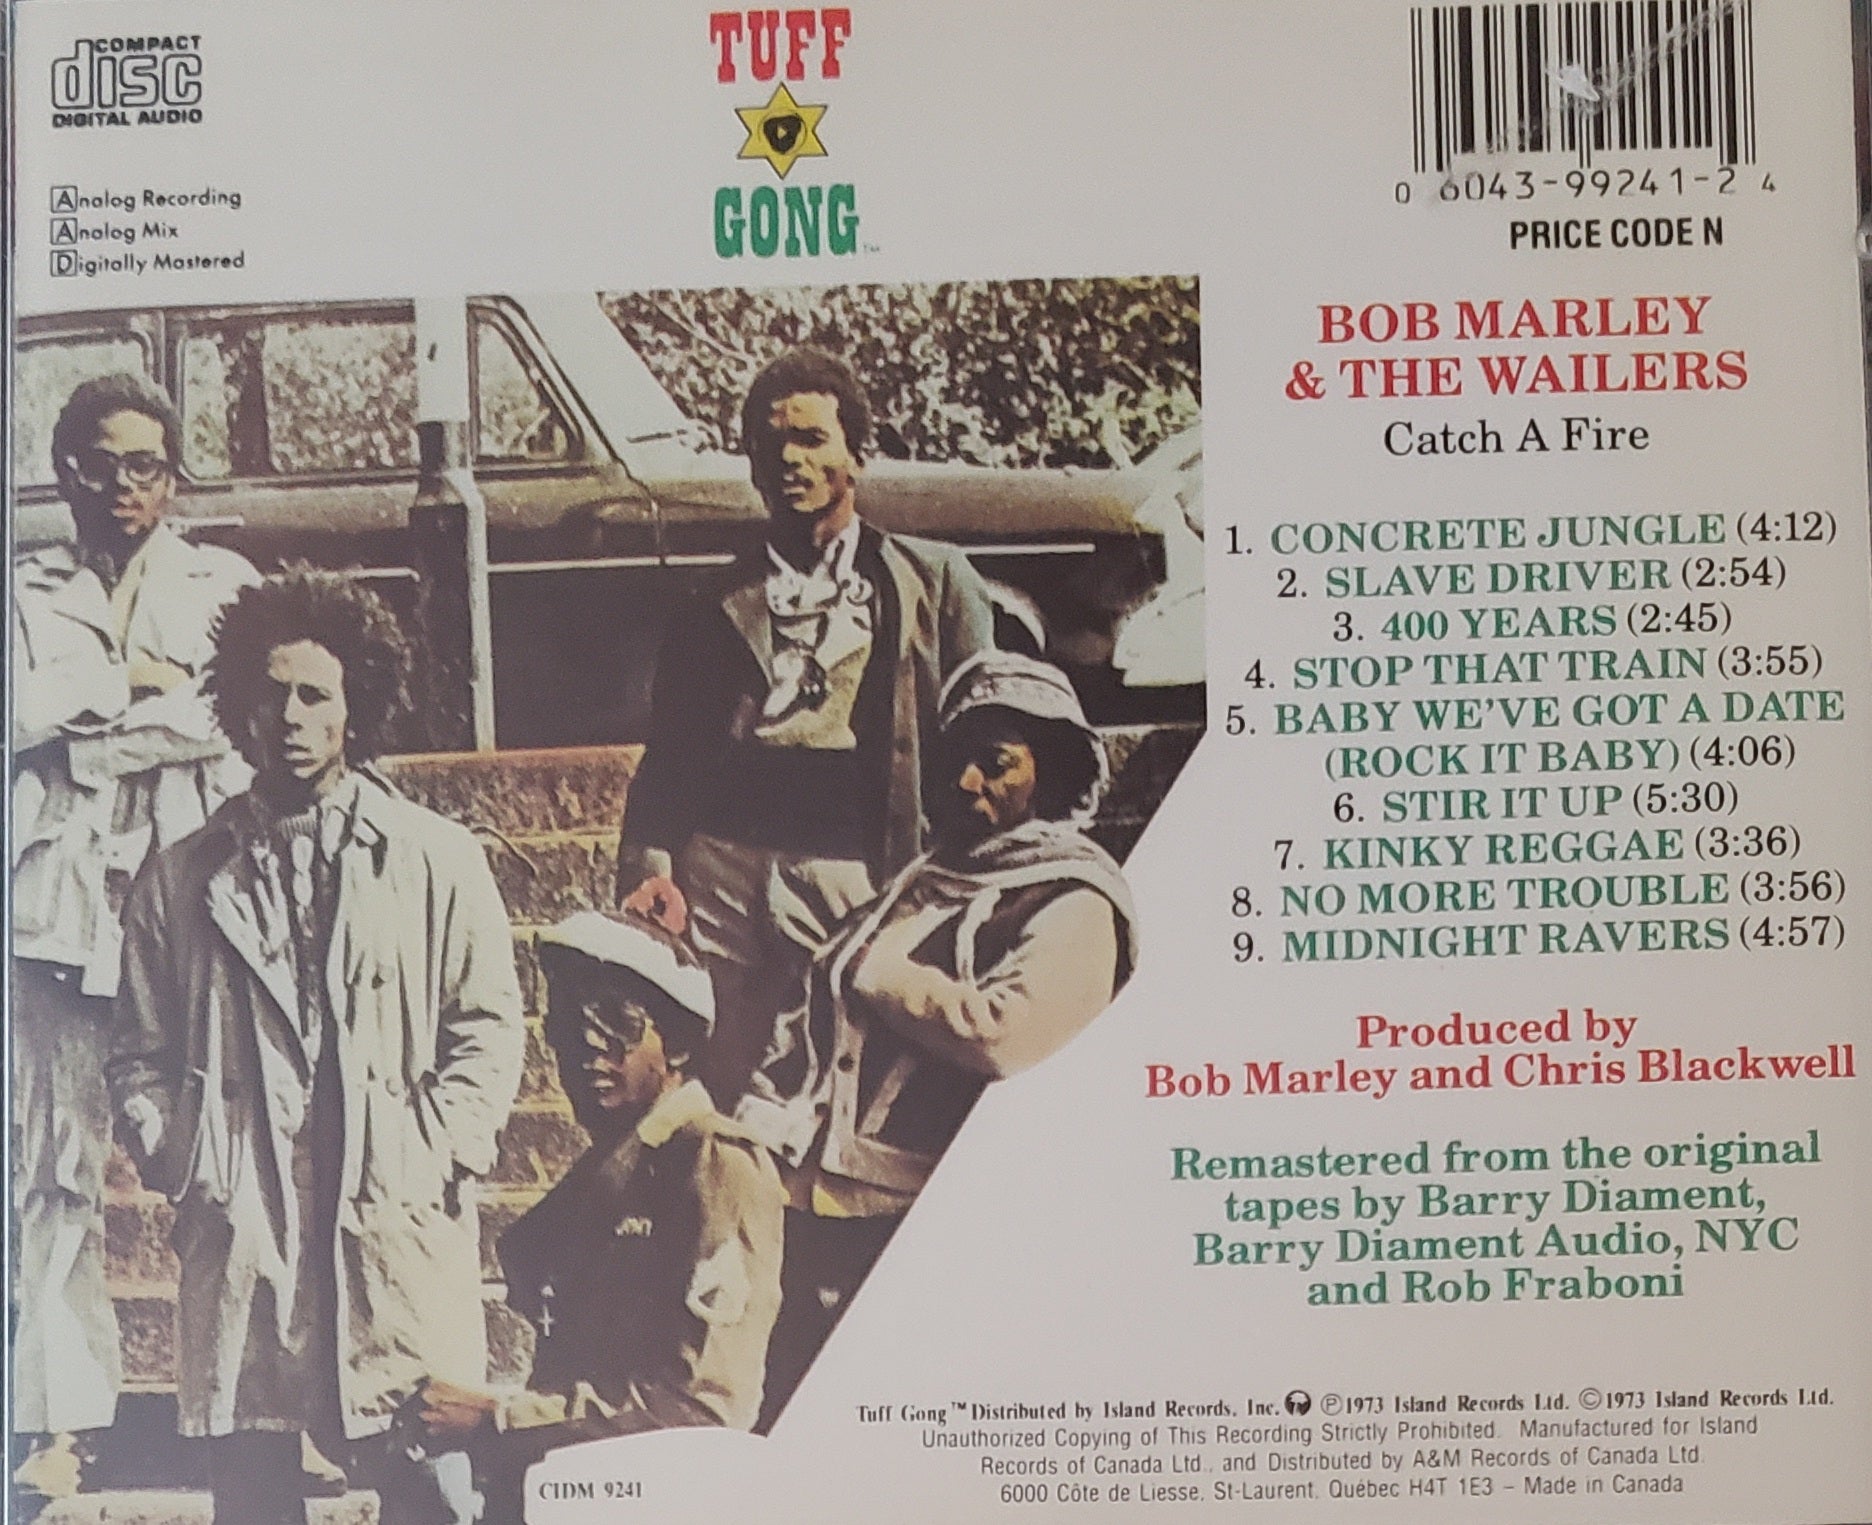 COMPACT
disc
DIGITAL AUDIO
Analog Recording
Analog Mix
Digitally Mastered
TUFF
GONG™
0 6043-99241-2 4
PRICE CODE N
BOB MARLEY
& THE WAILERS
Catch A Fire
1. CONCRETE JUNGLE (4:12)
2. SLAVE DRIVER (2:54)
3. 400 YEARS (2:45)
4. STOP THAT TRAIN (3:55)
5. BABY WE'VE GOT A DATE
(ROCK IT BABY) (4:06)
6. STIR IT UP (5:30)
7. KINKY REGGAE (3:36)
8. NO MORE TROUBLE (3:56)
9. MIDNIGHT RAVERS (4:57)
Produced by
Bob Marley and Chris Blackwell
Remastered from the original
tapes by Barry Diament,
Barry Diament Audio, NYC
and Rob Fraboni
Tuff Gong™ Distributed by Island Records, Inc. ℗1973 Island Records Ltd. ©1973 Island Records Ltd.
Unauthorized Copying of This Recording Strictly Prohibited. Manufactured for Island
Records of Canada Ltd., and Distributed by A&M Records of Canada Ltd.
6000 Côte de Liesse, St-Laurent, Québec H4T 1E3 – Made in Canada
CIDM 9241